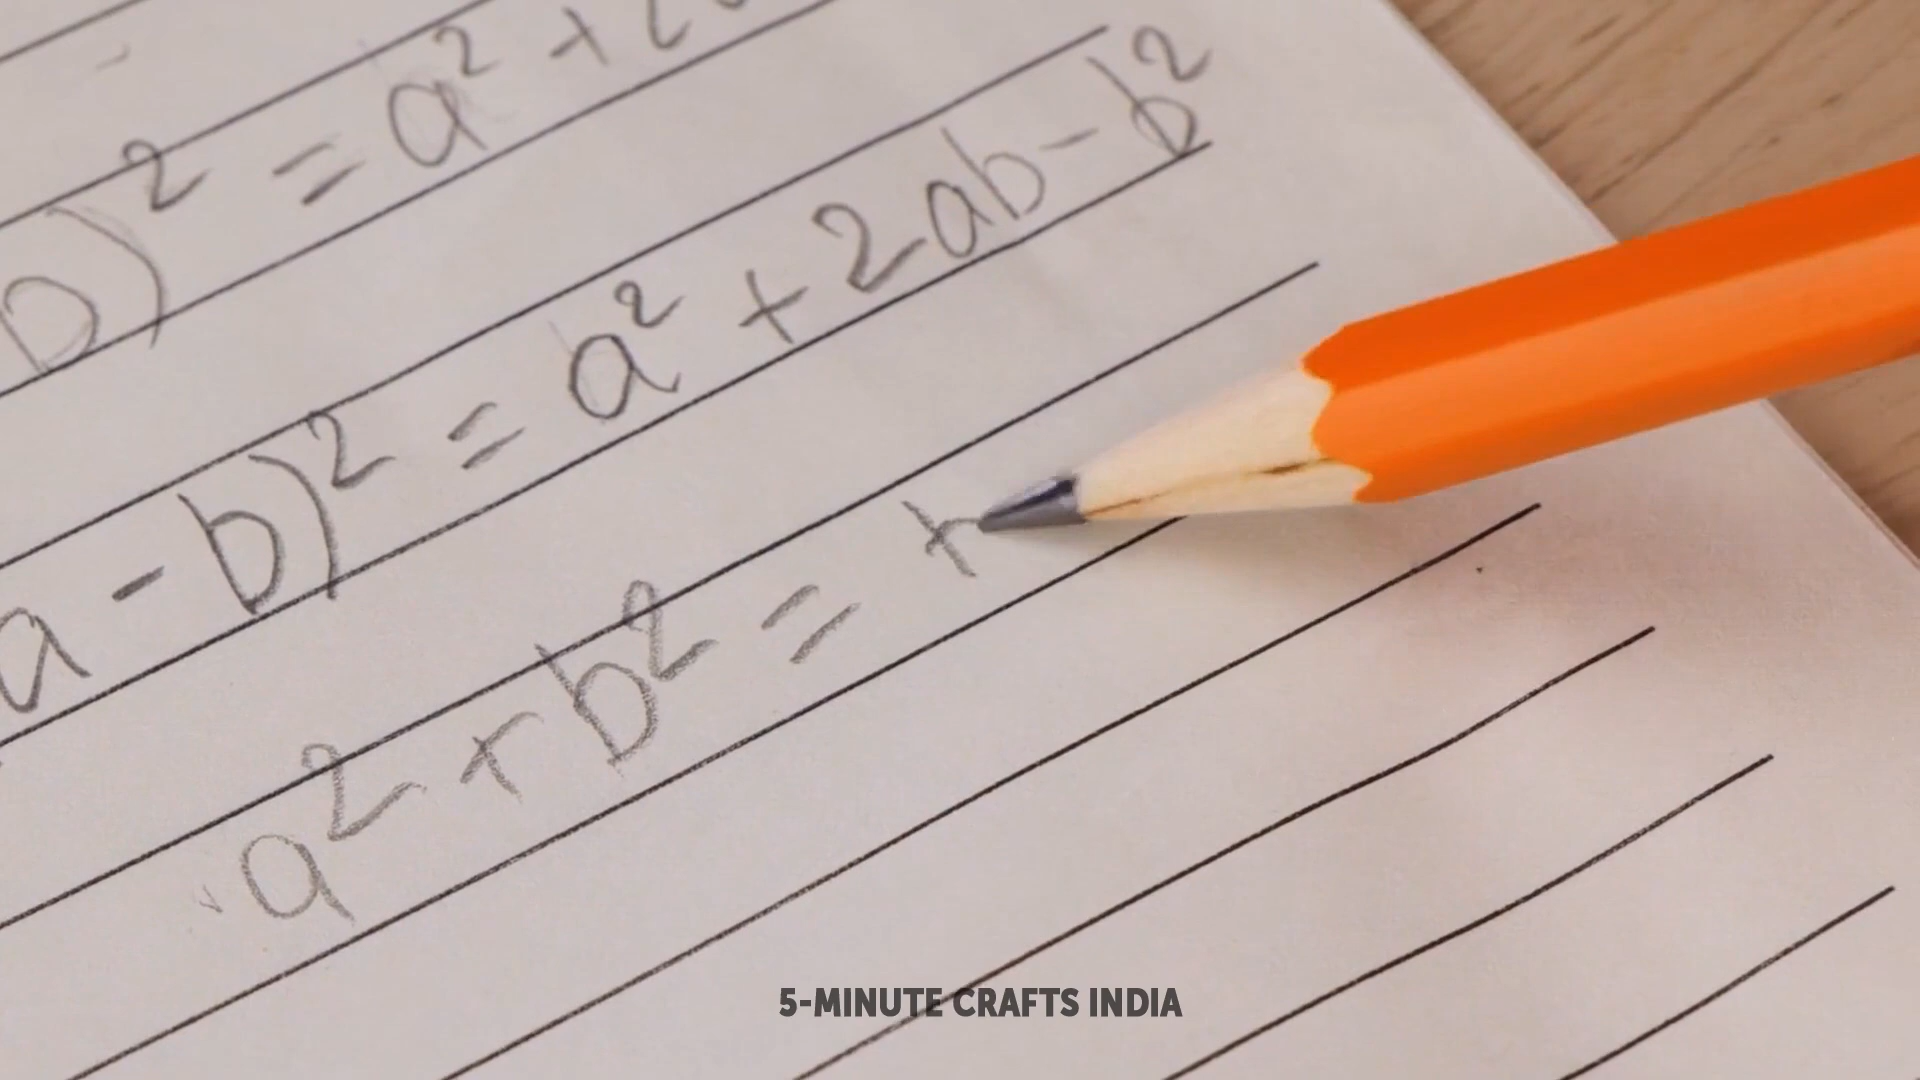 b)² = a² + 2
a - b)² = a² + 2ab - b²
a² + b² = +
5-MINUTE CRAFTS INDIA